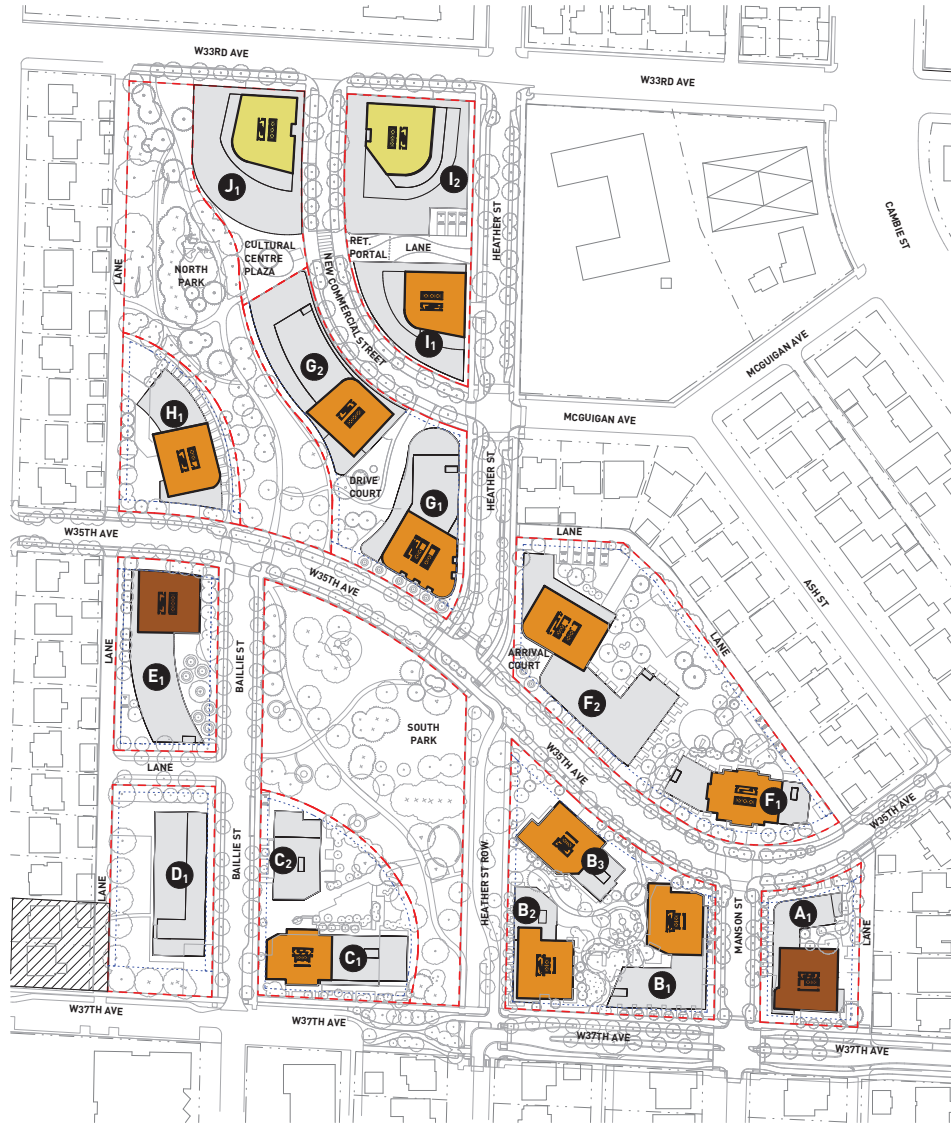 W33RD AVE
W33RD AVE
J1
I2
HEATHER ST
CAMBIE ST
CULTURAL
CENTRE
PLAZA
RET.
PORTAL
LANE
NORTH
PARK
LANE
NEW COMMERCIAL STREET
I1
G2
MCGUIGAN AVE
MCGUIGAN AVE
H1
DRIVE
COURT
G1
HEATHER ST
W35TH AVE
LANE
W35TH AVE
ASH ST
LANE
LANE
BAILLIE ST
E1
ARRIVAL
COURT
F2
SOUTH
PARK
W35TH AVE
LANE
F1
W35TH AVE
BAILLIE ST
C2
B3
D1
LANE
HEATHER ST ROW
B2
MANSON ST
A1
LANE
C1
B1
W37TH AVE
W37TH AVE
W37TH AVE
W37TH AVE